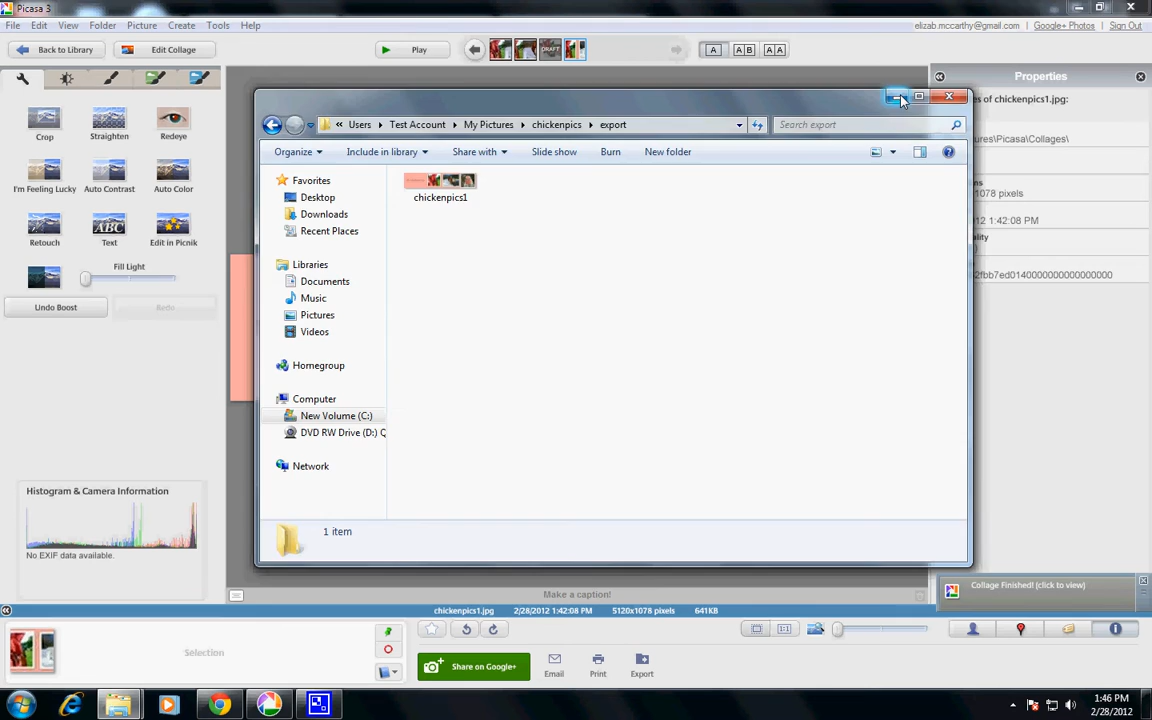 Picasa 3
File Edit View Folder Picture Create Tools Help
elizab.mccarthy@gmail.com Google+ Photos Sign Out
Back to Library Edit Collage Play A AB AA
Properties
es of chickenpics1.jpg:
Users Test Account My Pictures chickenpics export Search export
Crop Straighten Redeye
ures\Picasa\Collages\
Organize Include in library Share with Slide show Burn New folder
I'm Feeling Lucky Auto Contrast Auto Color
Favorites
Desktop
Downloads
Recent Places
chickenpics1
ns
1078 pixels
2012 1:42:08 PM
ality
2fbb7ed0140000000000000000
Retouch Text Edit in Picnik
ABC
Fill Light
Undo Boost Redo
Libraries
Documents
Music
Pictures
Videos
Homegroup
Computer
New Volume (C:)
DVD RW Drive (D:) Q
Network
1 item
Histogram & Camera Information
No EXIF data available.
Make a caption!
Collage Finished! (click to view)
chickenpics1.jpg 2/28/2012 1:42:08 PM 5120x1078 pixels 641KB
Selection
1:1
Share on Google+ Email Print Export
1:46 PM
2/28/2012